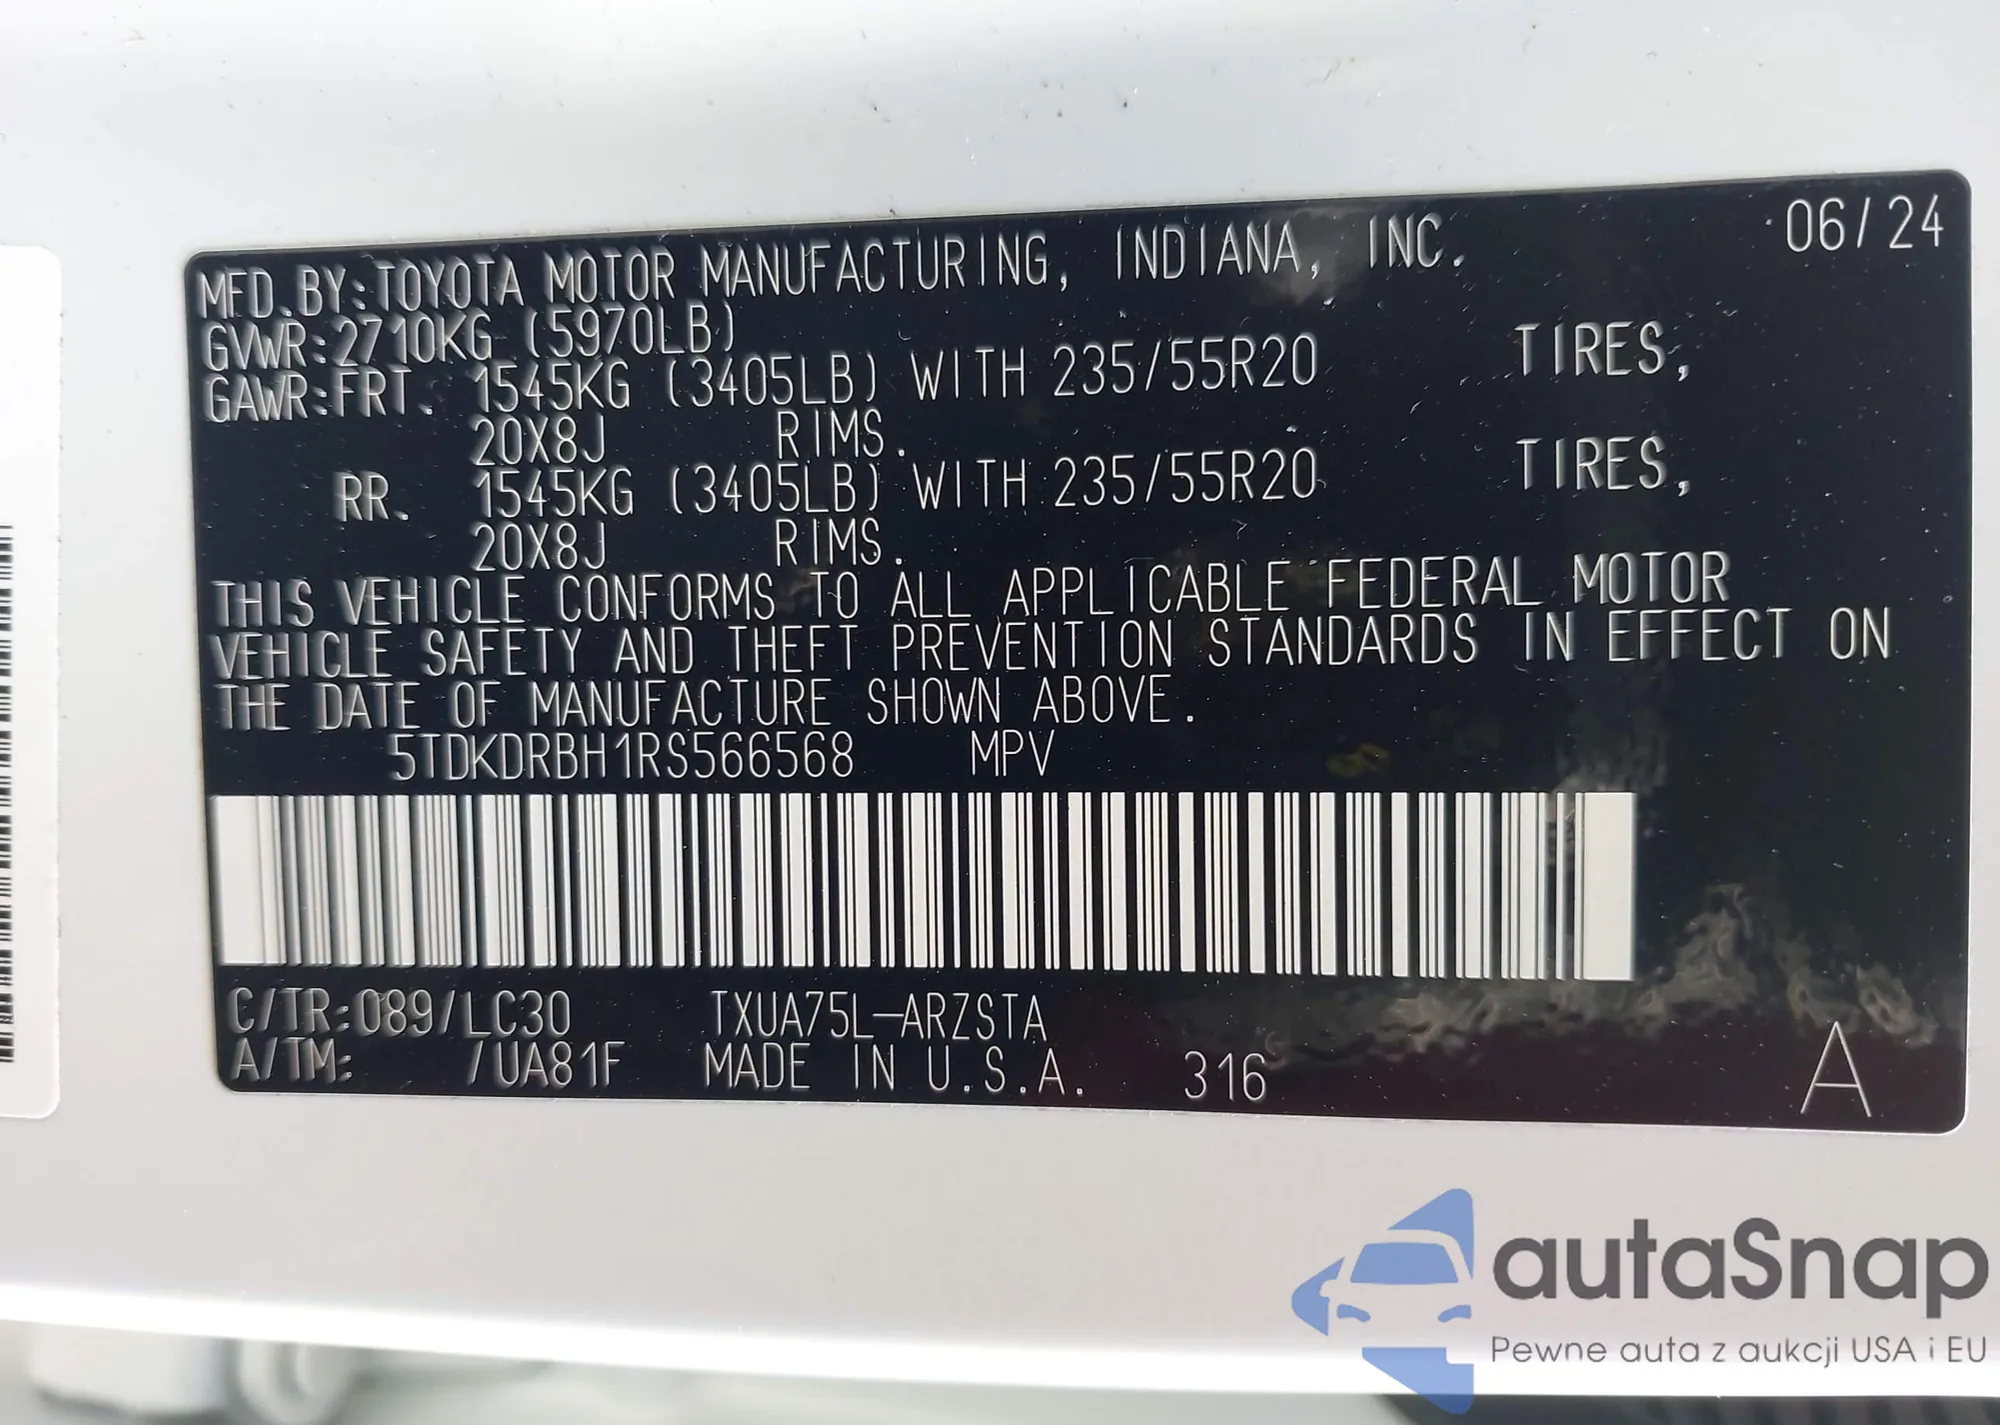 06/24
MFD.BY:TOYOTA MOTOR MANUFACTURING, INDIANA, INC.
GVWR:2710KG (5970LB)
GAWR:FRT. 1545KG (3405LB) WITH 235/55R20 TIRES,
20X8J RIMS.
RR. 1545KG (3405LB) WITH 235/55R20 TIRES,
20X8J RIMS.
THIS VEHICLE CONFORMS TO ALL APPLICABLE FEDERAL MOTOR
VEHICLE SAFETY AND THEFT PREVENTION STANDARDS IN EFFECT ON
THE DATE OF MANUFACTURE SHOWN ABOVE.
5TDKDRBH1RS566568 MPV
C/TR:089/LC30 TXUA75L-ARZSTA
A/TM: /UA81F MADE IN U.S.A. 316 A
autaSnap
Pewne auta z aukcji USA i EU